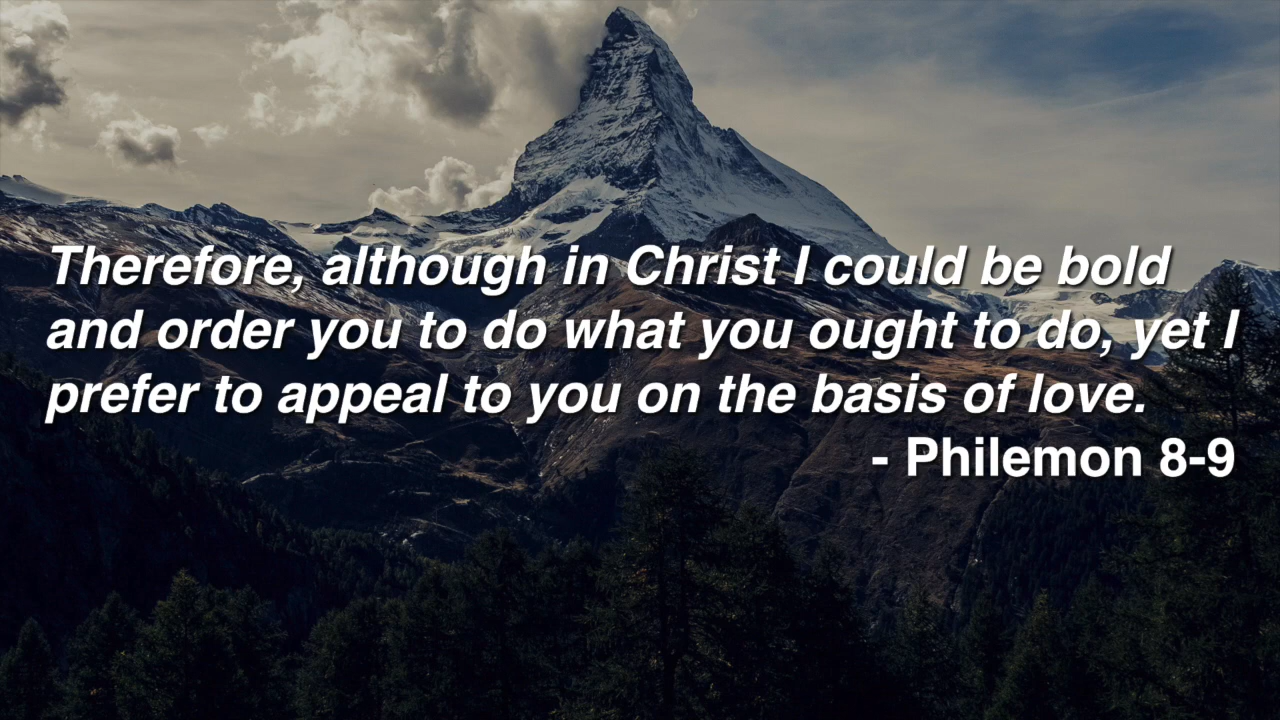 Therefore, although in Christ I could be bold
and order you to do what you ought to do, yet I
prefer to appeal to you on the basis of love.
- Philemon 8-9